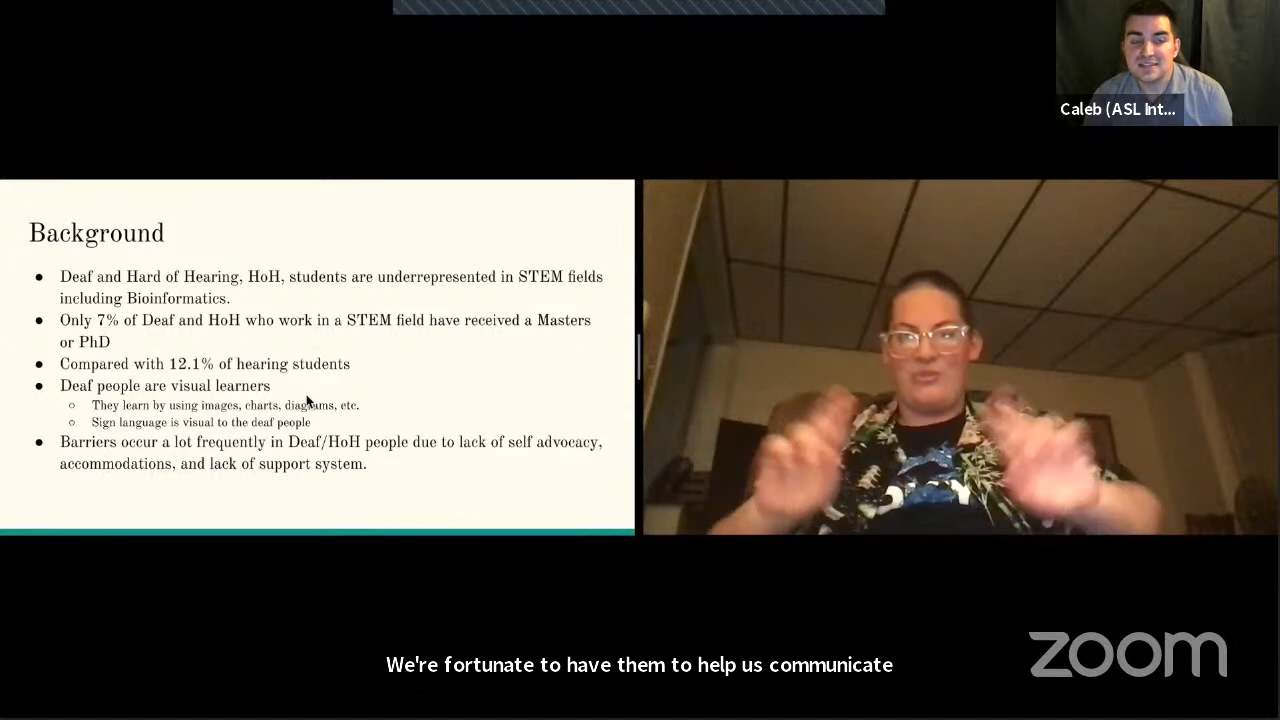 Caleb (ASL Int...
Background
● Deaf and Hard of Hearing, HoH, students are underrepresented in STEM fields
including Bioinformatics.
● Only 7% of Deaf and HoH who work in a STEM field have received a Masters
or PhD
● Compared with 12.1% of hearing students
● Deaf people are visual learners
○ They learn by using images, charts, diagrams, etc.
○ Sign language is visual to the deaf people
● Barriers occur a lot frequently in Deaf/HoH people due to lack of self advocacy,
accommodations, and lack of support system.
We're fortunate to have them to help us communicate
zoom